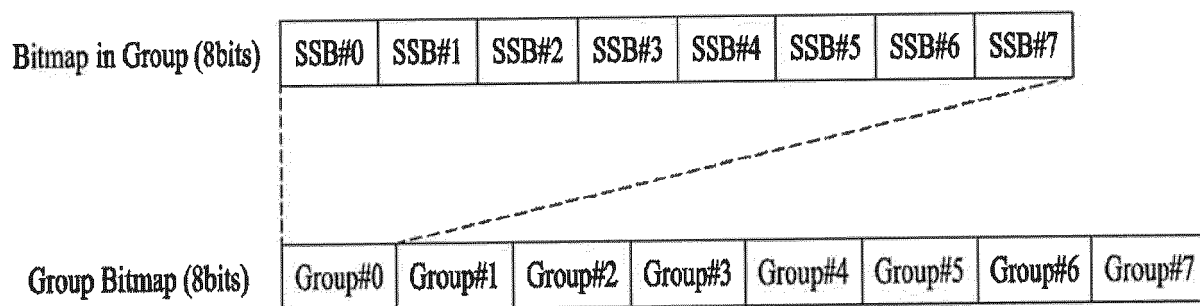 Bitmap in Group (8bits) SSB#0 SSB#1 SSB#2 SSB#3 SSB#4 SSB#5 SSB#6 SSB#7
Group Bitmap (8bits) Group#0 Group#1 Group#2 Group#3 Group#4 Group#5 Group#6 Group#7